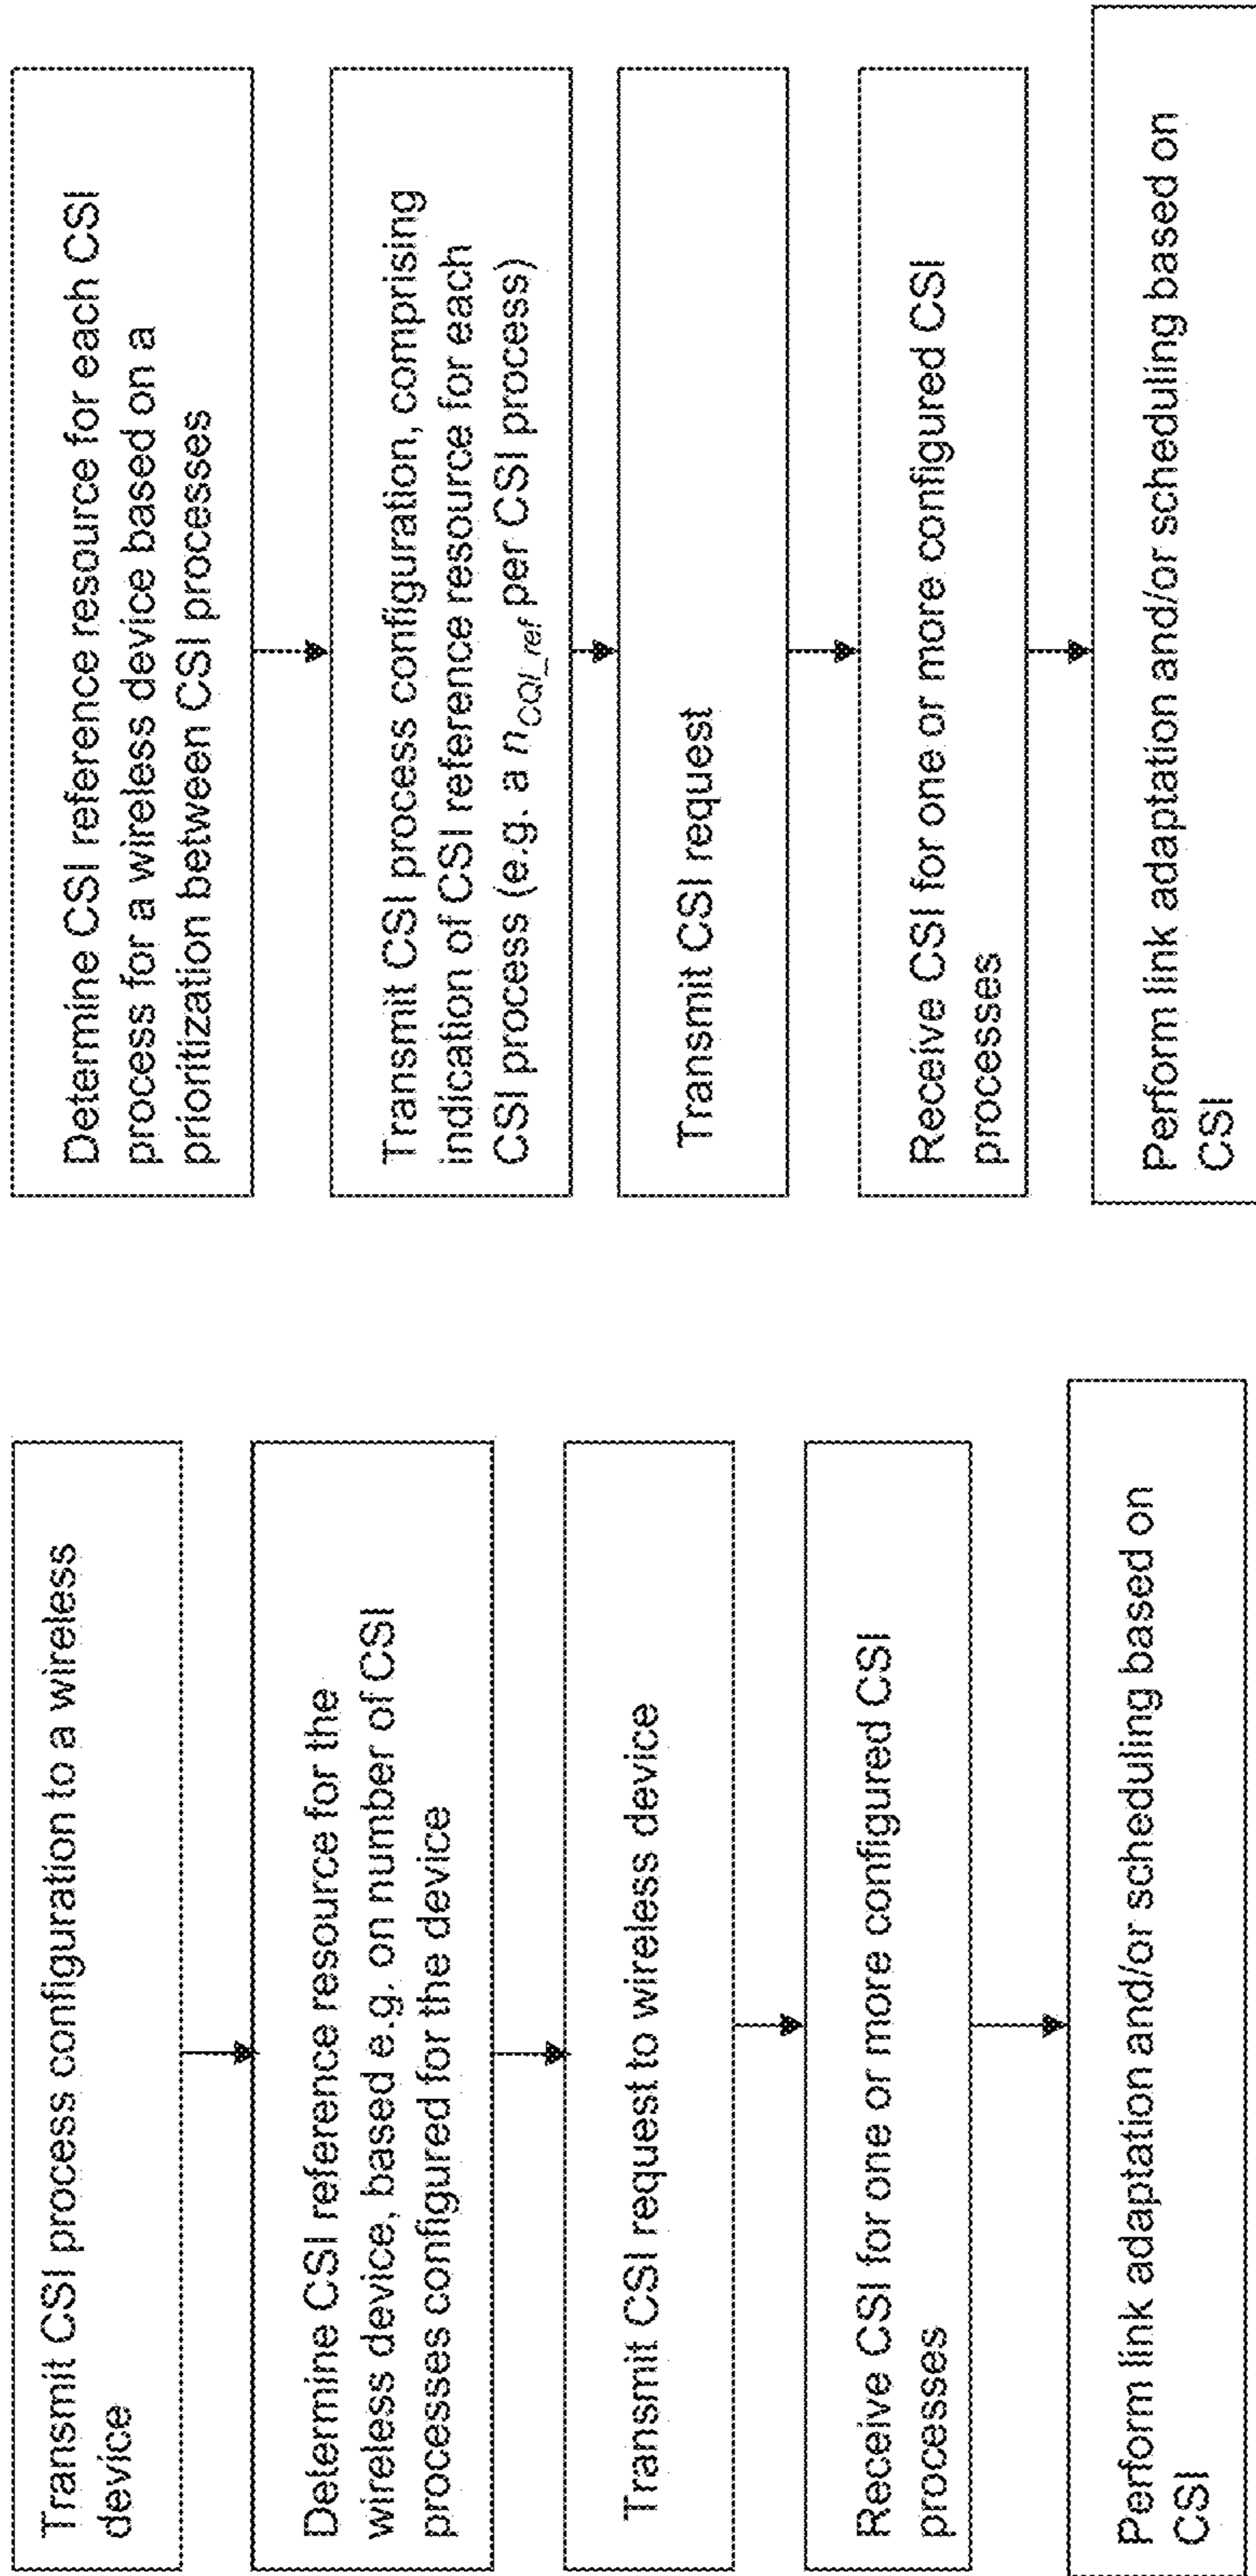 Transmit CSI process configuration to a wireless
device
Determine CSI reference resource for the
wireless device, based e.g. on number of CSI
processes configured for the device
Transmit CSI request to wireless device
Receive CSI for one or more configured CSI
processes
Perform link adaptation and/or scheduling based on
CSI
Determine CSI reference resource for each CSI
process for a wireless device based on a
prioritization between CSI processes
Transmit CSI process configuration, comprising
indication of CSI reference resource for each
CSI process (e.g. a n_CQI_ref per CSI process)
Transmit CSI request
Receive CSI for one or more configured CSI
processes
Perform link adaptation and/or scheduling based on
CSI